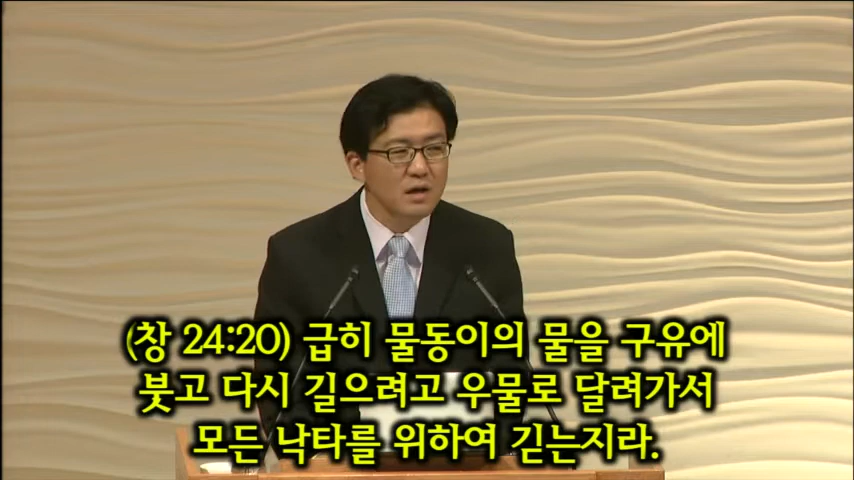 (창 24:20) 급히 물동이의 물을 구유에
붓고 다시 길으려고 우물로 달려가서
모든 낙타를 위하여 긷는지라.